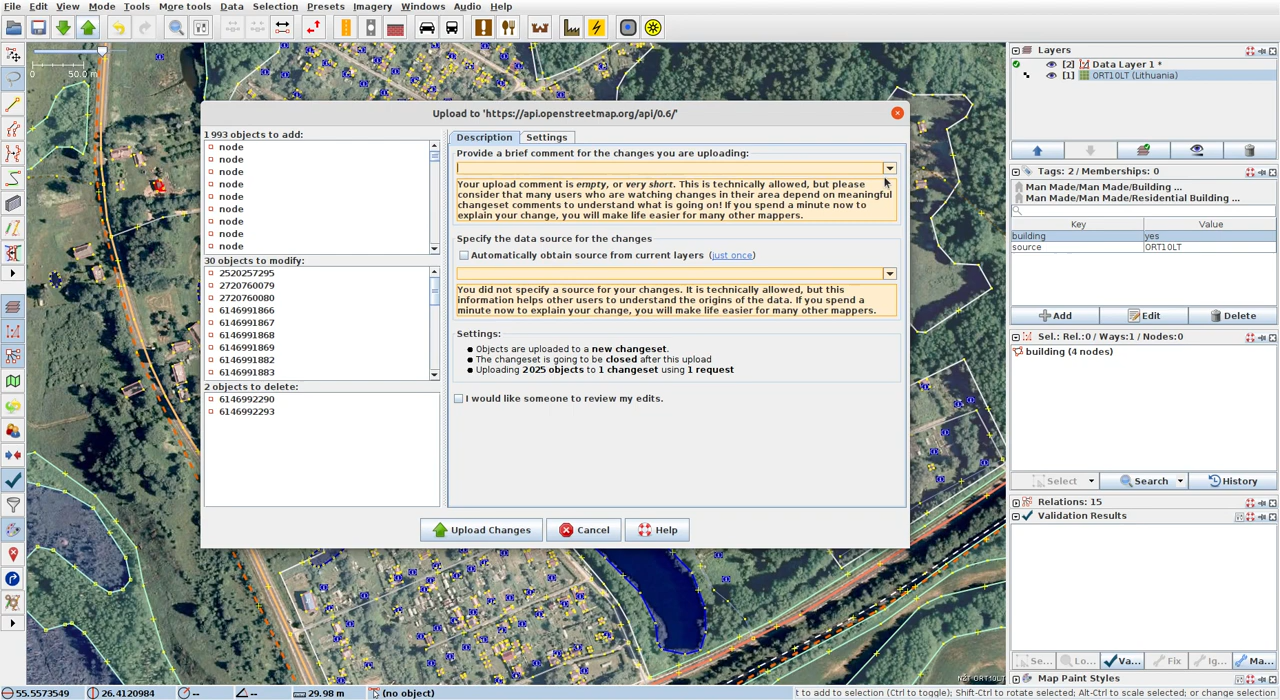 File Edit View Mode Tools More tools Data Selection Presets Imagery Windows Audio Help
0 50.0 m
Upload to 'https://api.openstreetmap.org/api/0.6/'
1 993 objects to add:
node
node
node
node
node
node
node
node
node
30 objects to modify:
2520257295
2720760079
2720760080
6146991866
6146991867
6146991868
6146991869
6146991882
6146991883
2 objects to delete:
6146992290
6146992293
Description Settings
Provide a brief comment for the changes you are uploading:
Your upload comment is empty, or very short. This is technically allowed, but please
consider that many users who are watching changes in their area depend on meaningful
changeset comments to understand what is going on! If you spend a minute now to
explain your change, you will make life easier for many other mappers.
Specify the data source for the changes
Automatically obtain source from current layers (just once)
You did not specify a source for your changes. It is technically allowed, but this
information helps other users to understand the origins of the data. If you spend a
minute now to explain your change, you will make life easier for many other mappers.
Settings:
Objects are uploaded to a new changeset.
The changeset is going to be closed after this upload
Uploading 2025 objects to 1 changeset using 1 request
I would like someone to review my edits.
Upload Changes Cancel Help
Layers
[2] Data Layer 1 *
[1] ORT10LT (Lithuania)
Tags: 2 / Memberships: 0
Man Made/Man Made/Building ...
Man Made/Man Made/Residential Building ...
Key Value
building yes
source ORT10LT
Add Edit Delete
Sel.: Rel.:0 / Ways:1 / Nodes:0
building (4 nodes)
Select Search History
Relations: 15
Validation Results
Se... Lo... Va... Fix Ig... Ma...
Map Paint Styles
55.5573549 26.4120984 -- -- 29.98 m (no object) t to add to selection (Ctrl to toggle); Shift-Ctrl to rotate selected; Alt-Ctrl to scale selected; or change selection